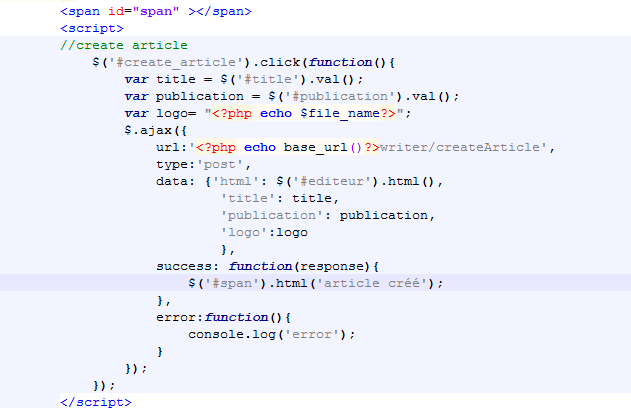 <span id="span" ></span>
<script>
//create article
$('#create_article').click(function(){
var title = $('#title').val();
var publication = $('#publication').val();
var logo= "<?php echo $file_name?>";
$.ajax({
url:'<?php echo base_url()?>writer/createArticle',
type:'post',
data: {'html': $('#editeur').html(),
'title': title,
'publication': publication,
'logo':logo
},
success: function(response){
$('#span').html('article créé');
},
error:function(){
console.log('error');
}
});
});
</script>